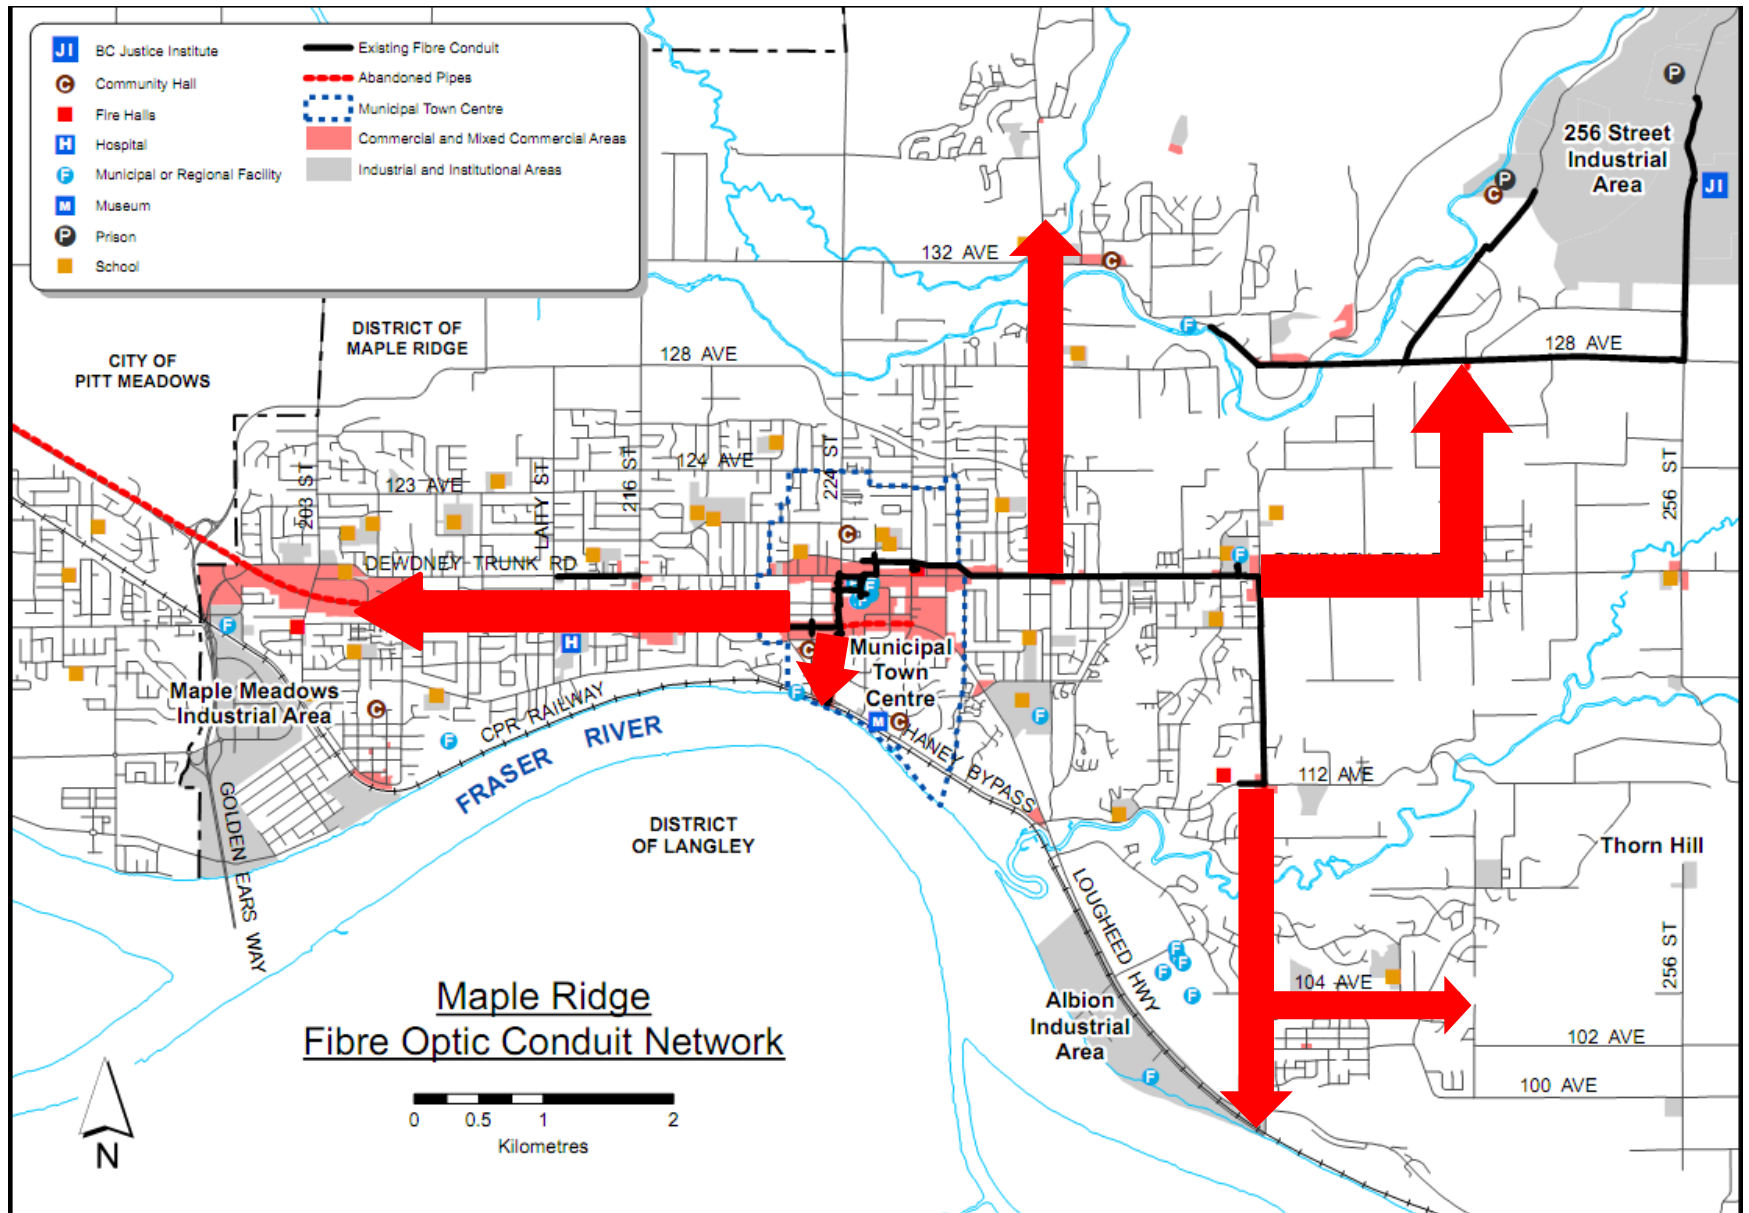 JI BC Justice Institute
C Community Hall
Fire Halls
H Hospital
F Municipal or Regional Facility
M Museum
P Prison
School
Existing Fibre Conduit
Abandoned Pipes
Municipal Town Centre
Commercial and Mixed Commercial Areas
Industrial and Institutional Areas
P
256 Street
Industrial
Area
JI
P
C
132 AVE
C
DISTRICT OF
MAPLE RIDGE
CITY OF
PITT MEADOWS
128 AVE
F
128 AVE
203 ST
123 AVE
LAITY ST
216 ST
124 AVE
224 ST
256 ST
C
DEWDNEY TRUNK RD
F
F
F
F
H
C
Municipal
Town
Centre
Maple Meadows
Industrial Area
C
F
CPR RAILWAY
FRASER RIVER
F
M
C
HANEY BYPASS
F
112 AVE
GOLDEN EARS WAY
DISTRICT
OF LANGLEY
Thorn Hill
LOUGHEED HWY
F
F
F
F
256 ST
104 AVE
Albion
Industrial
Area
102 AVE
F
100 AVE
Maple Ridge
Fibre Optic Conduit Network
0 0.5 1 2
Kilometres
N